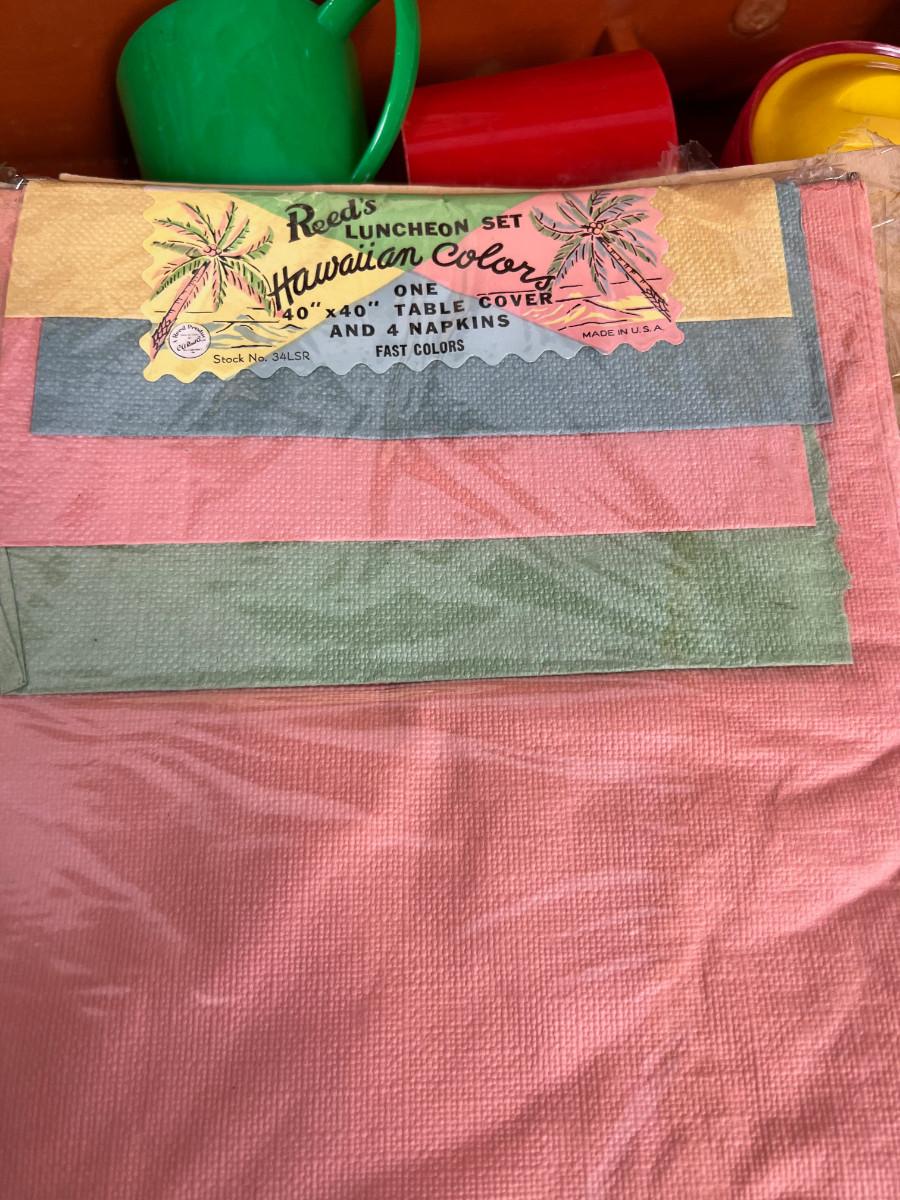 Reed's
LUNCHEON SET
Hawaiian Colors
ONE
40" x 40" TABLE COVER
AND 4 NAPKINS
FAST COLORS
Stock No. 34LSR
MADE IN U.S.A.